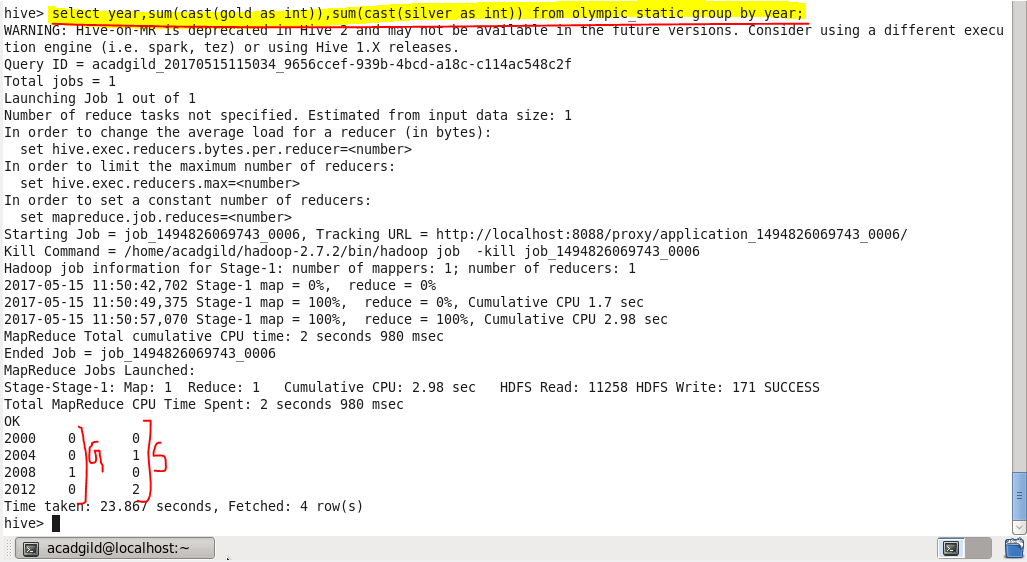 hive> select year,sum(cast(gold as int)),sum(cast(silver as int)) from olympic_static group by year;
WARNING: Hive-on-MR is deprecated in Hive 2 and may not be available in the future versions. Consider using a different execu
tion engine (i.e. spark, tez) or using Hive 1.X releases.
Query ID = acadgild_20170515115034_9656ccef-939b-4bcd-a18c-c114ac548c2f
Total jobs = 1
Launching Job 1 out of 1
Number of reduce tasks not specified. Estimated from input data size: 1
In order to change the average load for a reducer (in bytes):
  set hive.exec.reducers.bytes.per.reducer=<number>
In order to limit the maximum number of reducers:
  set hive.exec.reducers.max=<number>
In order to set a constant number of reducers:
  set mapreduce.job.reduces=<number>
Starting Job = job_1494826069743_0006, Tracking URL = http://localhost:8088/proxy/application_1494826069743_0006/
Kill Command = /home/acadgild/hadoop-2.7.2/bin/hadoop job  -kill job_1494826069743_0006
Hadoop job information for Stage-1: number of mappers: 1; number of reducers: 1
2017-05-15 11:50:42,702 Stage-1 map = 0%,  reduce = 0%
2017-05-15 11:50:49,375 Stage-1 map = 100%,  reduce = 0%, Cumulative CPU 1.7 sec
2017-05-15 11:50:57,070 Stage-1 map = 100%,  reduce = 100%, Cumulative CPU 2.98 sec
MapReduce Total cumulative CPU time: 2 seconds 980 msec
Ended Job = job_1494826069743_0006
MapReduce Jobs Launched:
Stage-Stage-1: Map: 1  Reduce: 1   Cumulative CPU: 2.98 sec   HDFS Read: 11258 HDFS Write: 171 SUCCESS
Total MapReduce CPU Time Spent: 2 seconds 980 msec
OK
2000    0       0
2004    0 G     1 S
2008    1       0
2012    0       2
Time taken: 23.867 seconds, Fetched: 4 row(s)
hive>
acadgild@localhost:~